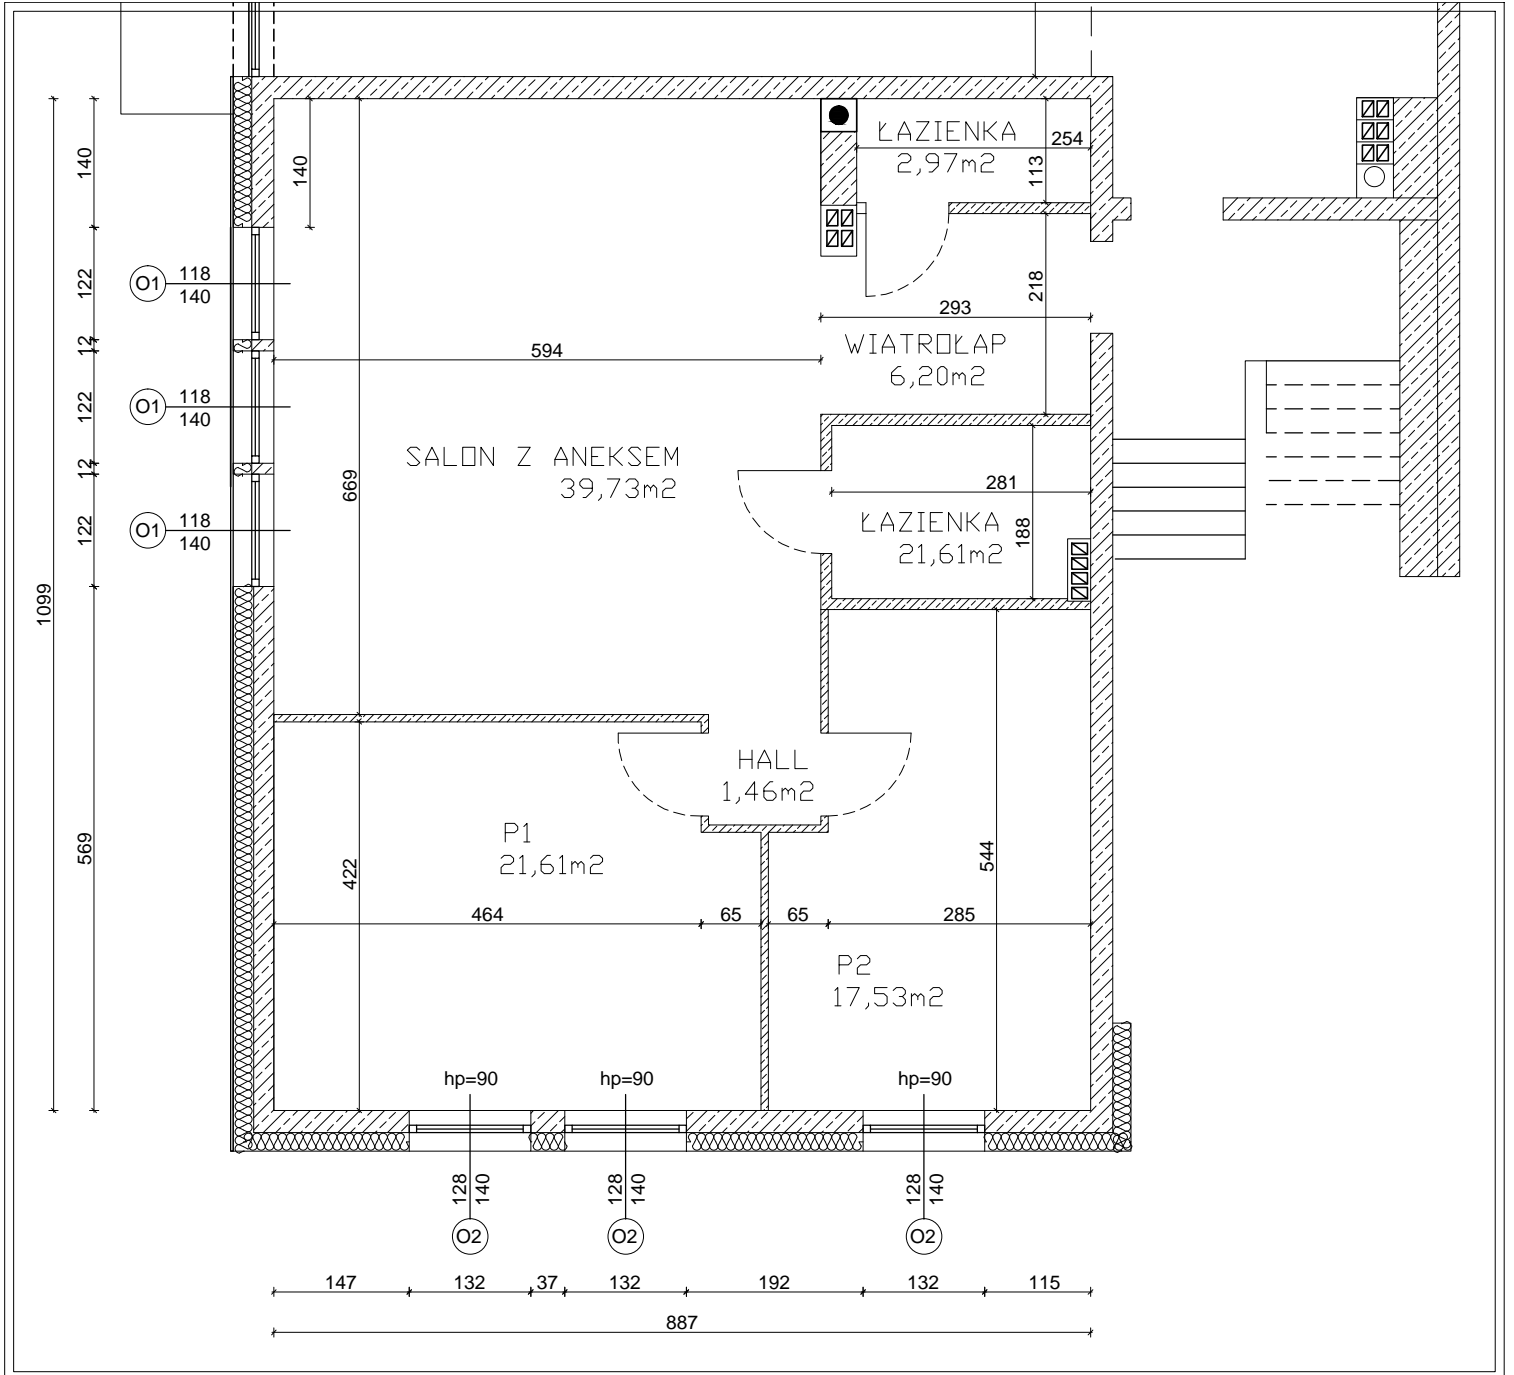 ŁAZIENKA
2,97m2
254
113
140
140
O1
118
140
122
218
293
WIATROŁAP
6,20m2
594
12
O1
118
140
122
SALON Z ANEKSEM
39,73m2
669
12
281
ŁAZIENKA
21,61m2
188
O1
118
140
122
1099
HALL
1,46m2
569
P1
21,61m2
422
544
464
65
65
285
P2
17,53m2
hp=90
hp=90
hp=90
128
140
128
140
128
140
O2
O2
O2
147
132
37
132
192
132
115
887